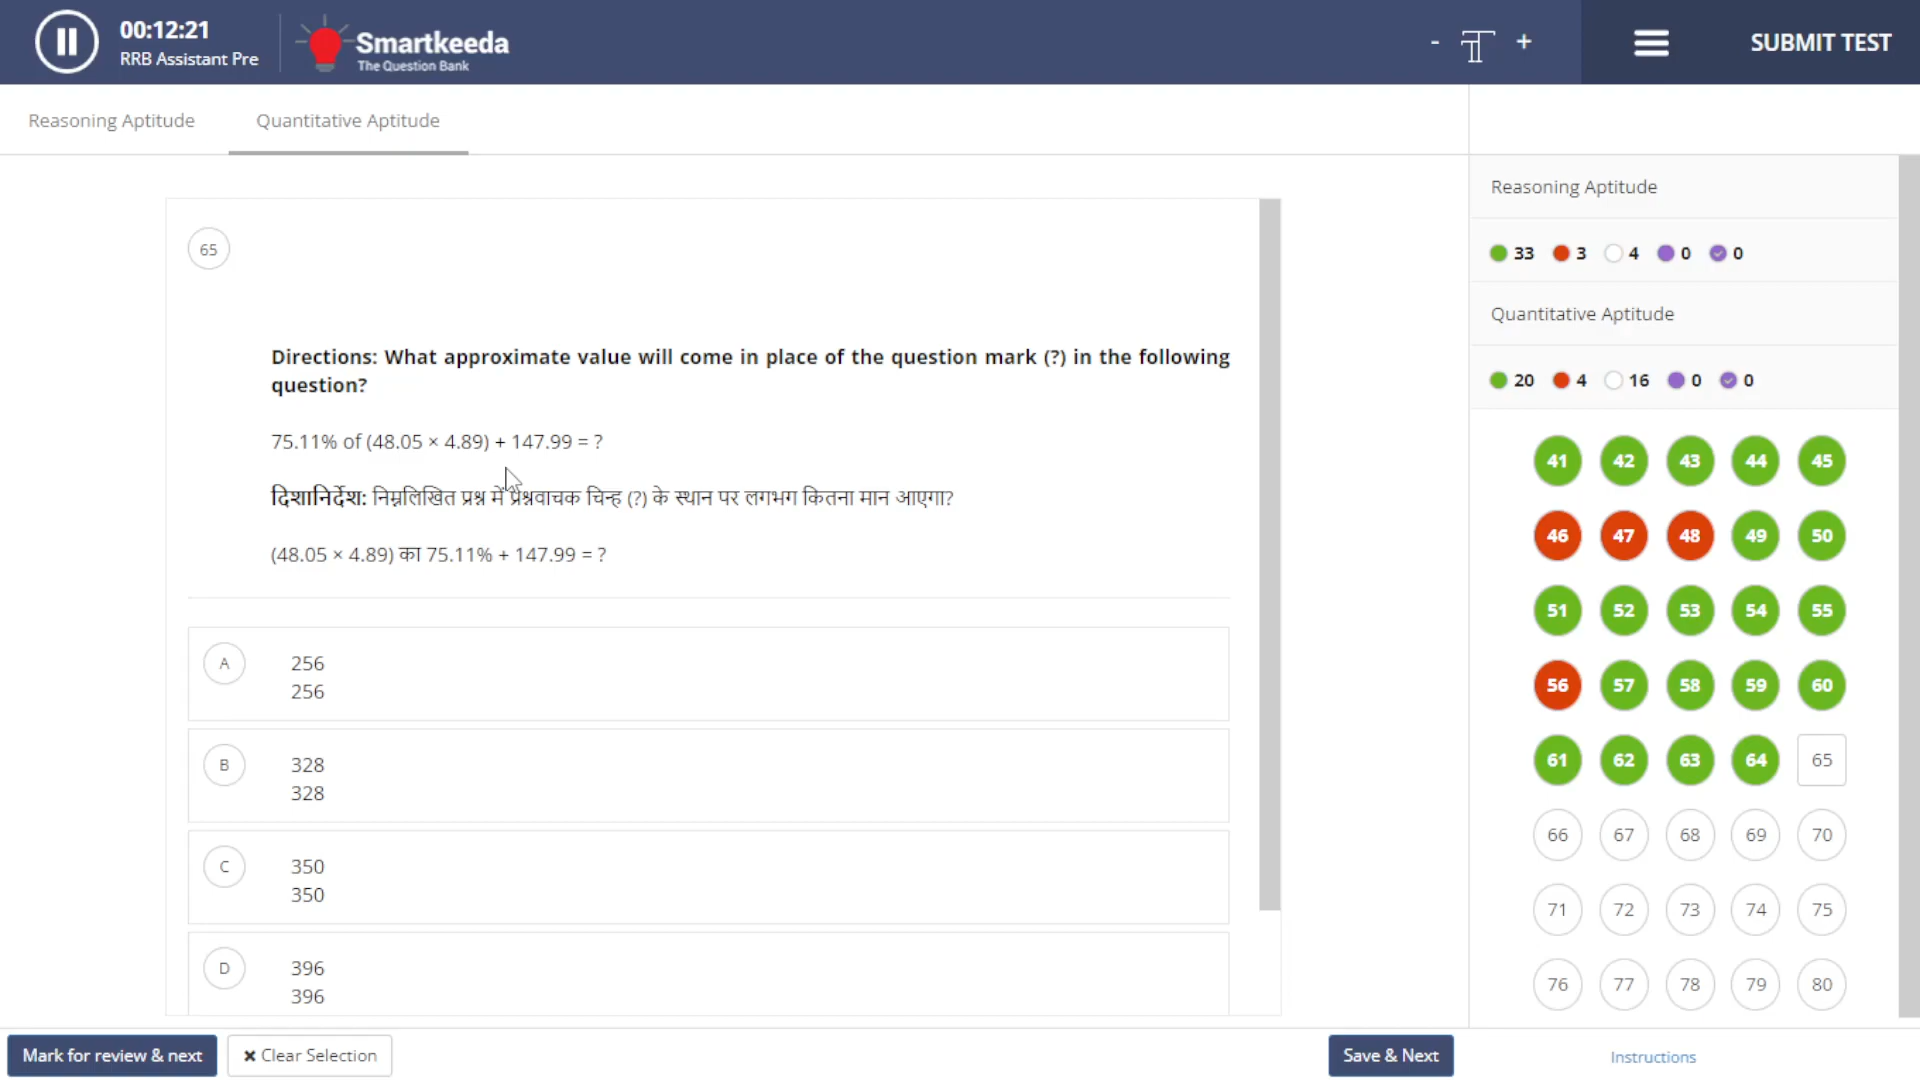 00:12:21
RRB Assistant Pre
Smartkeeda
The Question Bank
- T +
SUBMIT TEST
Reasoning Aptitude
Quantitative Aptitude
65
Directions: What approximate value will come in place of the question mark (?) in the following
question?
75.11% of (48.05 × 4.89) + 147.99 = ?
दिशानिर्देश: निम्नलिखित प्रश्न में प्रश्नवाचक चिन्ह (?) के स्थान पर लगभग कितना मान आएगा?
(48.05 × 4.89) का 75.11% + 147.99 = ?
A
256
256
B
328
328
C
350
350
D
396
396
Mark for review & next
✖ Clear Selection
Save & Next
Reasoning Aptitude
33 3 4 0 0
Quantitative Aptitude
20 4 16 0 0
41 42 43 44 45
46 47 48 49 50
51 52 53 54 55
56 57 58 59 60
61 62 63 64 65
66 67 68 69 70
71 72 73 74 75
76 77 78 79 80
Instructions